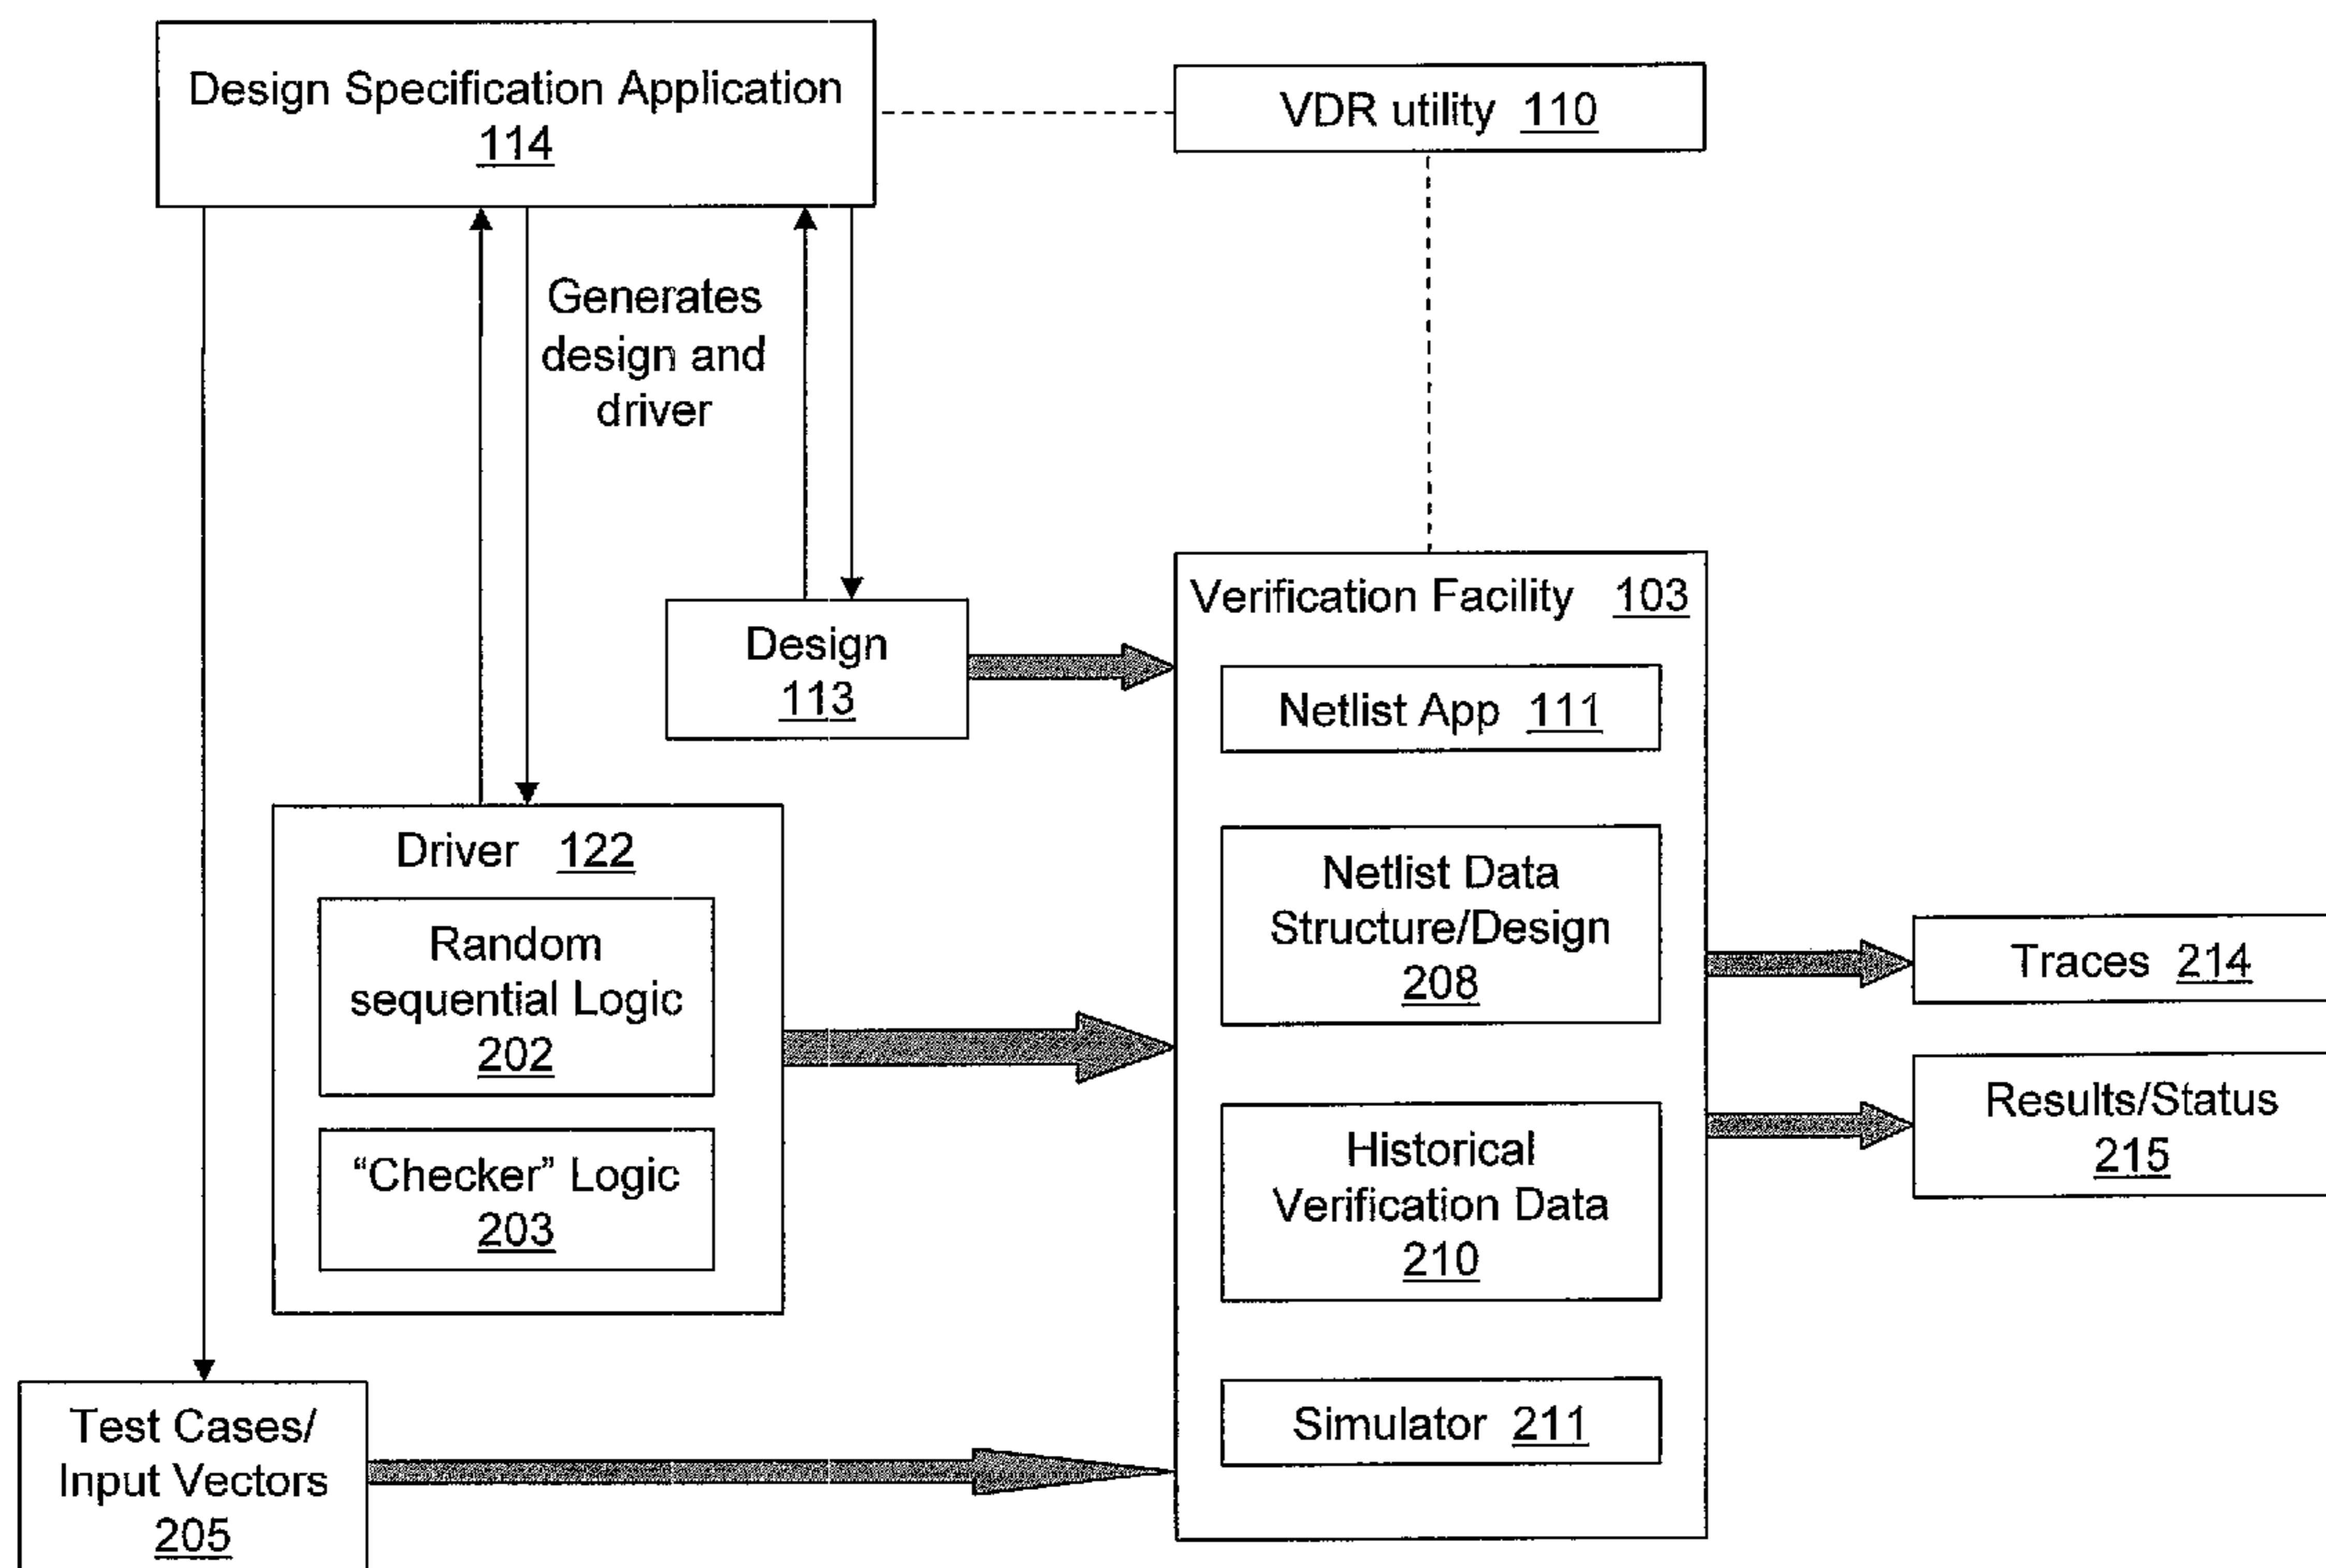 Design Specification Application
114
VDR utility 110
Generates
design and
driver
Design
113
Verification Facility 103
Netlist App 111
Netlist Data
Structure/Design
208
Historical
Verification Data
210
Simulator 211
Driver 122
Random
sequential Logic
202
“Checker” Logic
203
Traces 214
Results/Status
215
Test Cases/
Input Vectors
205